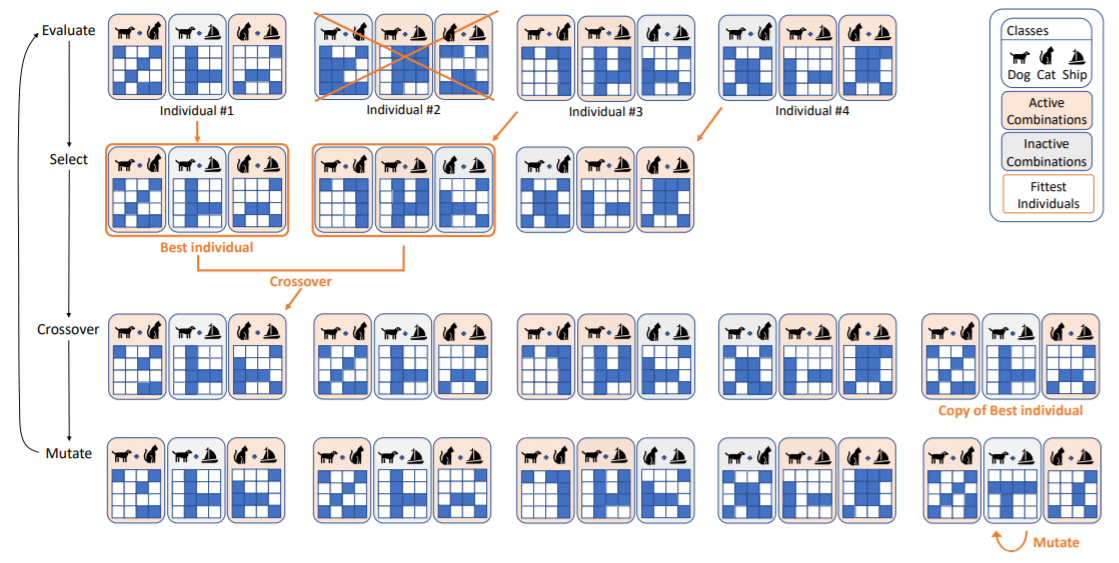 Evaluate
Individual #1
Individual #2
Individual #3
Individual #4
Classes
Dog Cat Ship
Active
Combinations
Inactive
Combinations
Fittest
Individuals
Select
Best individual
Crossover
Crossover
Copy of Best individual
Mutate
Mutate